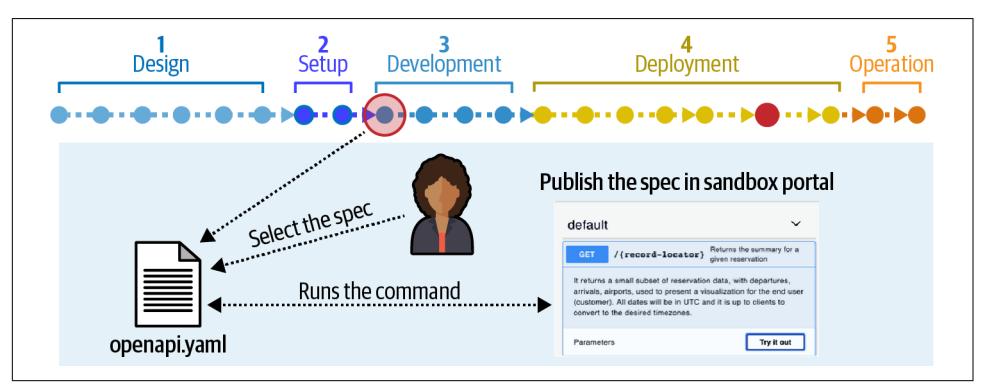 1
Design
2
Setup
3
Development
4
Deployment
5
Operation
Publish the spec in sandbox portal
Select the spec
default
GET /{record-locator} Returns the summary for a
given reservation
It returns a small subset of reservation data, with departures,
arrivals, airports, used to present a visualization for the end user
(customer). All dates will be in UTC and it is up to clients to
convert to the desired timezones.
Runs the command
Parameters Try it out
openapi.yaml